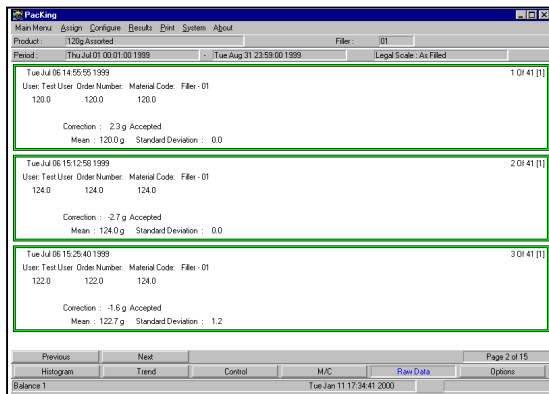 PacKing
Main Menu: Assign Configure Results Print System About
Product : 120g Assorted Filler : 01
Period : Thu Jul 01 00:01:00 1999 - Tue Aug 31 23:59:00 1999 Legal Scale : As Filled
Tue Jul 06 14:55:55 1999 1 Of 41 [1]
User: Test User Order Number: Material Code: Filler - 01
120.0 120.0 120.0
Correction : 2.3 g Accepted
Mean : 120.0 g Standard Deviation : 0.0
Tue Jul 06 15:12:58 1999 2 Of 41 [1]
User: Test User Order Number: Material Code: Filler - 01
124.0 124.0 124.0
Correction : -2.7 g Accepted
Mean : 124.0 g Standard Deviation : 0.0
Tue Jul 06 15:25:40 1999 3 Of 41 [1]
User: Test User Order Number: Material Code: Filler - 01
122.0 122.0 124.0
Correction : -1.6 g Accepted
Mean : 122.7 g Standard Deviation : 1.2
Previous Next Page 2 of 15
Histogram Trend Control M/C Raw Data Options
Balance 1 Tue Jan 11 17:34:41 2000